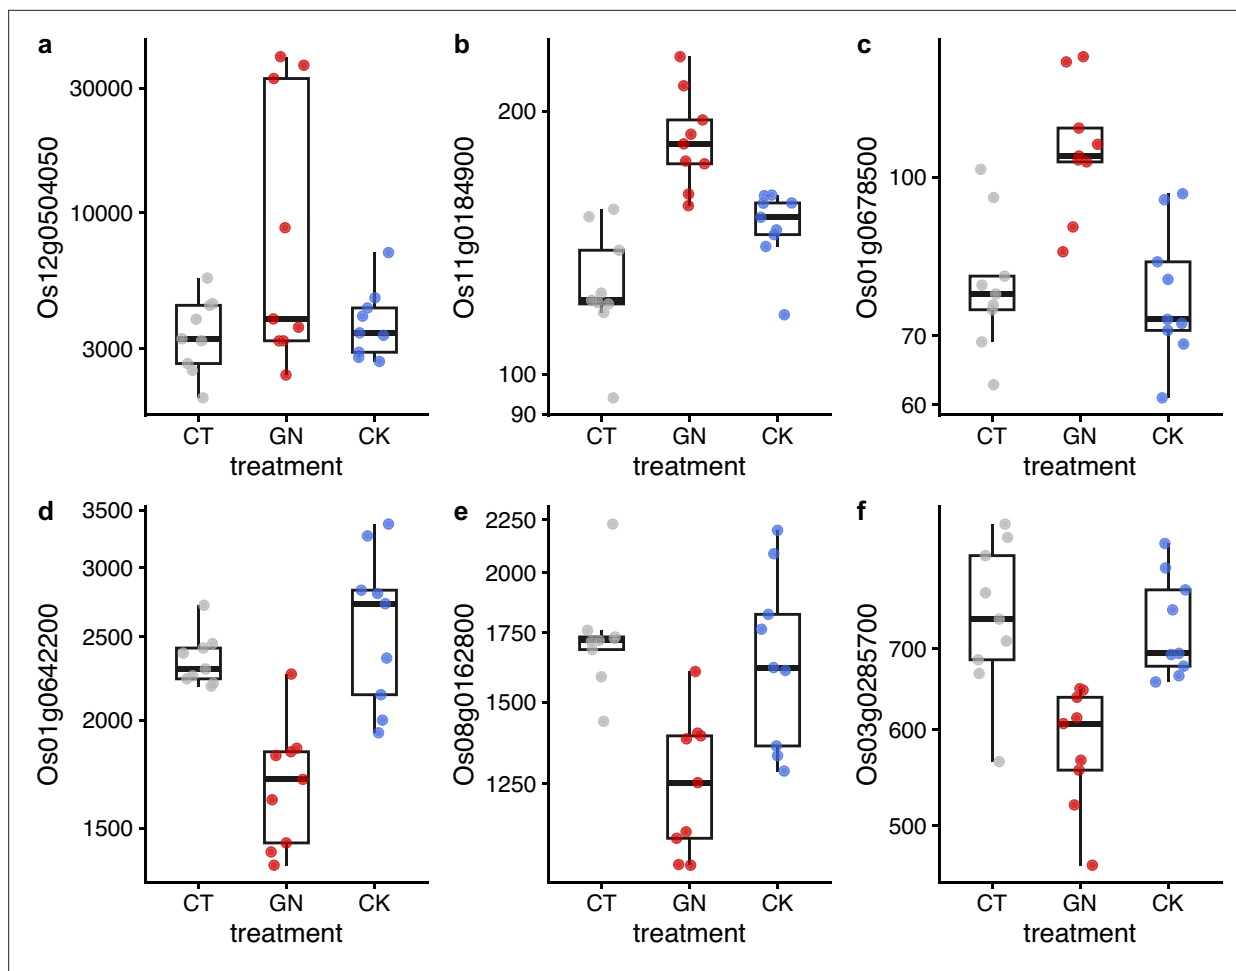 a
Os12g0504050
30000
10000
3000
CT GN CK
treatment
b
Os11g0184900
200
100
90
CT GN CK
treatment
c
Os01g0678500
100
70
60
CT GN CK
treatment
d
Os01g0642200
3500
3000
2500
2000
1500
CT GN CK
treatment
e
Os08g0162800
2250
2000
1750
1500
1250
CT GN CK
treatment
f
Os03g0285700
700
600
500
CT GN CK
treatment